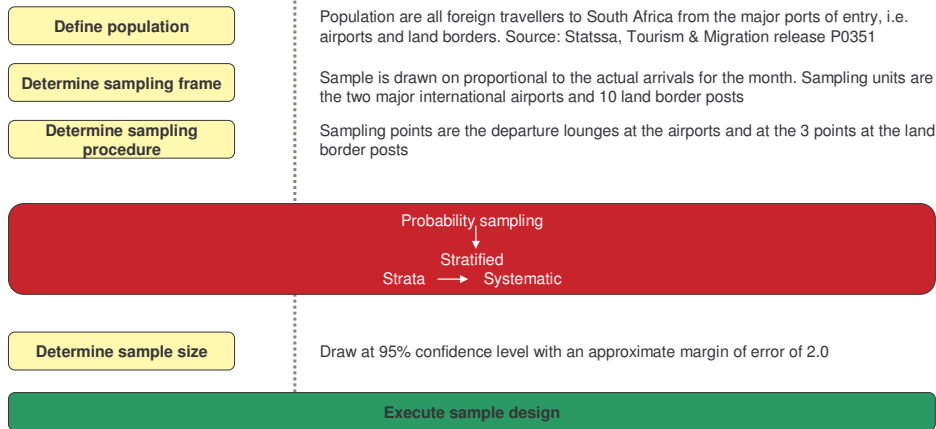 Define population
Population are all foreign travellers to South Africa from the major ports of entry, i.e.
airports and land borders. Source: Statssa, Tourism & Migration release P0351
Determine sampling frame
Sample is drawn on proportional to the actual arrivals for the month. Sampling units are
the two major international airports and 10 land border posts
Determine sampling
procedure
Sampling points are the departure lounges at the airports and at the 3 points at the land
border posts
Probability sampling
Stratified
Strata
Systematic
Determine sample size
Draw at 95% confidence level with an approximate margin of error of 2.0
Execute sample design